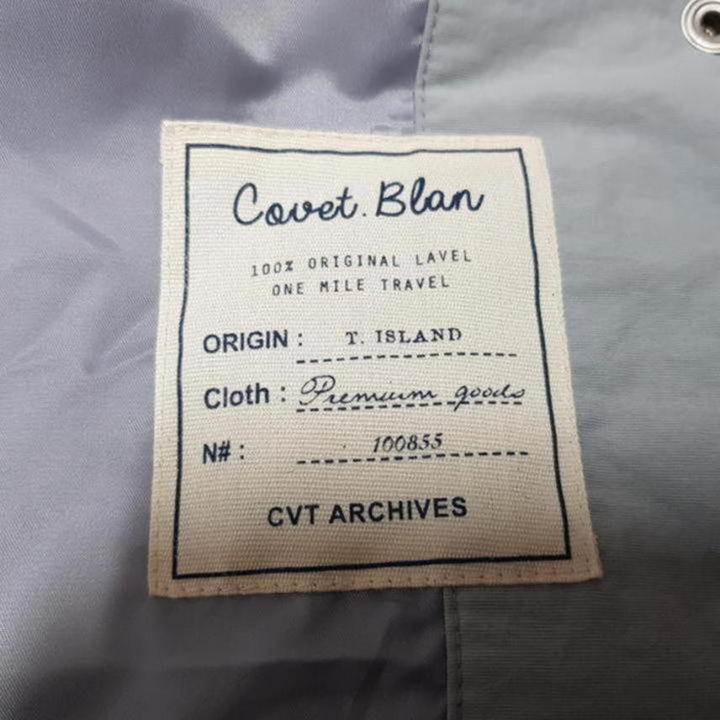 Covet.Blan
100% ORIGINAL LAVEL
ONE MILE TRAVEL
ORIGIN : T. ISLAND
Cloth : Premium goods
N# : 100855
CVT ARCHIVES